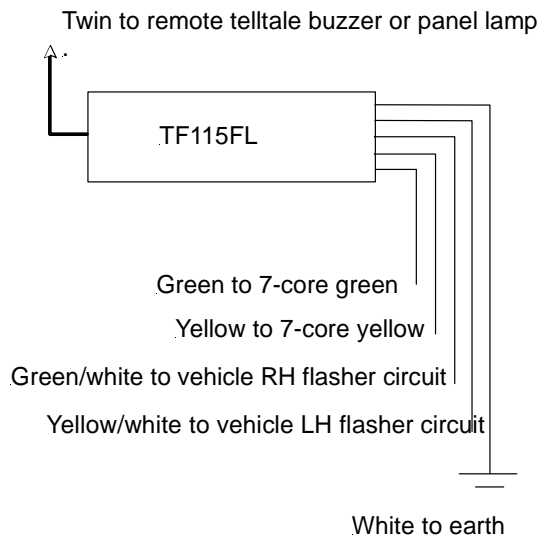 Twin to remote telltale buzzer or panel lamp
.
TF115FL
Green to 7-core green
Yellow to 7-core yellow
Green/white to vehicle RH flasher circuit
Yellow/white to vehicle LH flasher circuit
White to earth